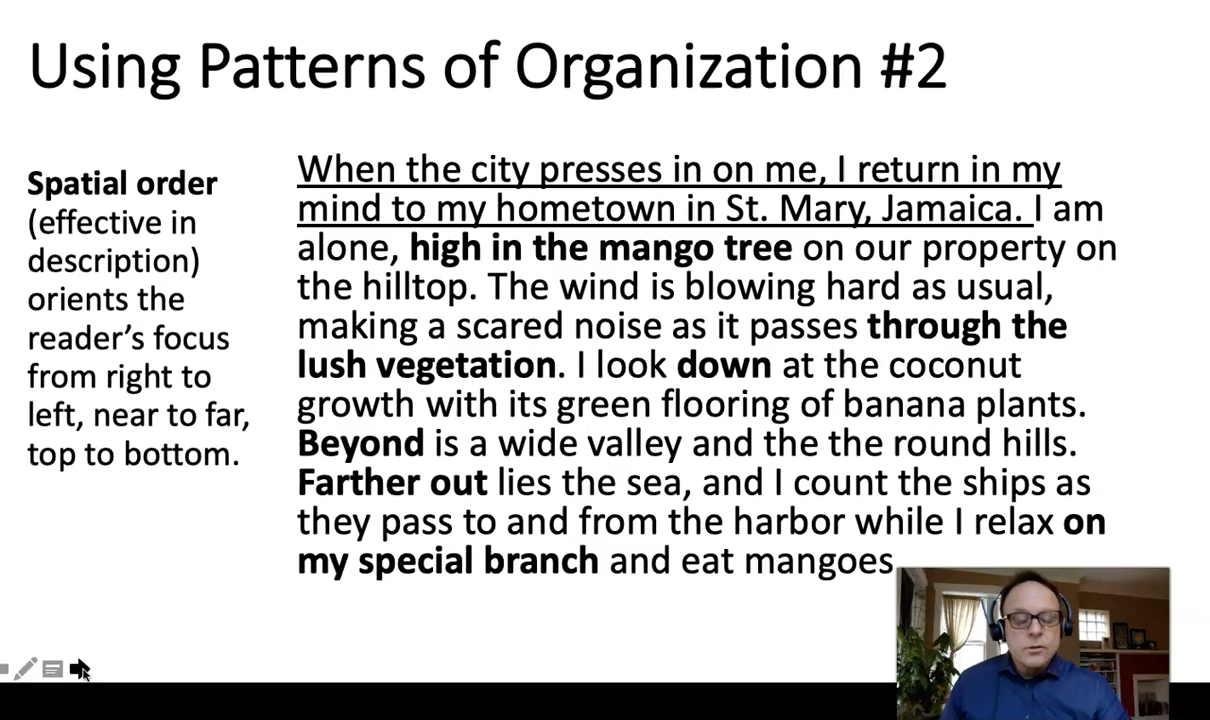 Using Patterns of Organization #2
Spatial order
(effective in
description)
orients the
reader’s focus
from right to
left, near to far,
top to bottom.
When the city presses in on me, I return in my
mind to my hometown in St. Mary, Jamaica. I am
alone, high in the mango tree on our property on
the hilltop. The wind is blowing hard as usual,
making a scared noise as it passes through the
lush vegetation. I look down at the coconut
growth with its green flooring of banana plants.
Beyond is a wide valley and the the round hills.
Farther out lies the sea, and I count the ships as
they pass to and from the harbor while I relax on
my special branch and eat mangoes